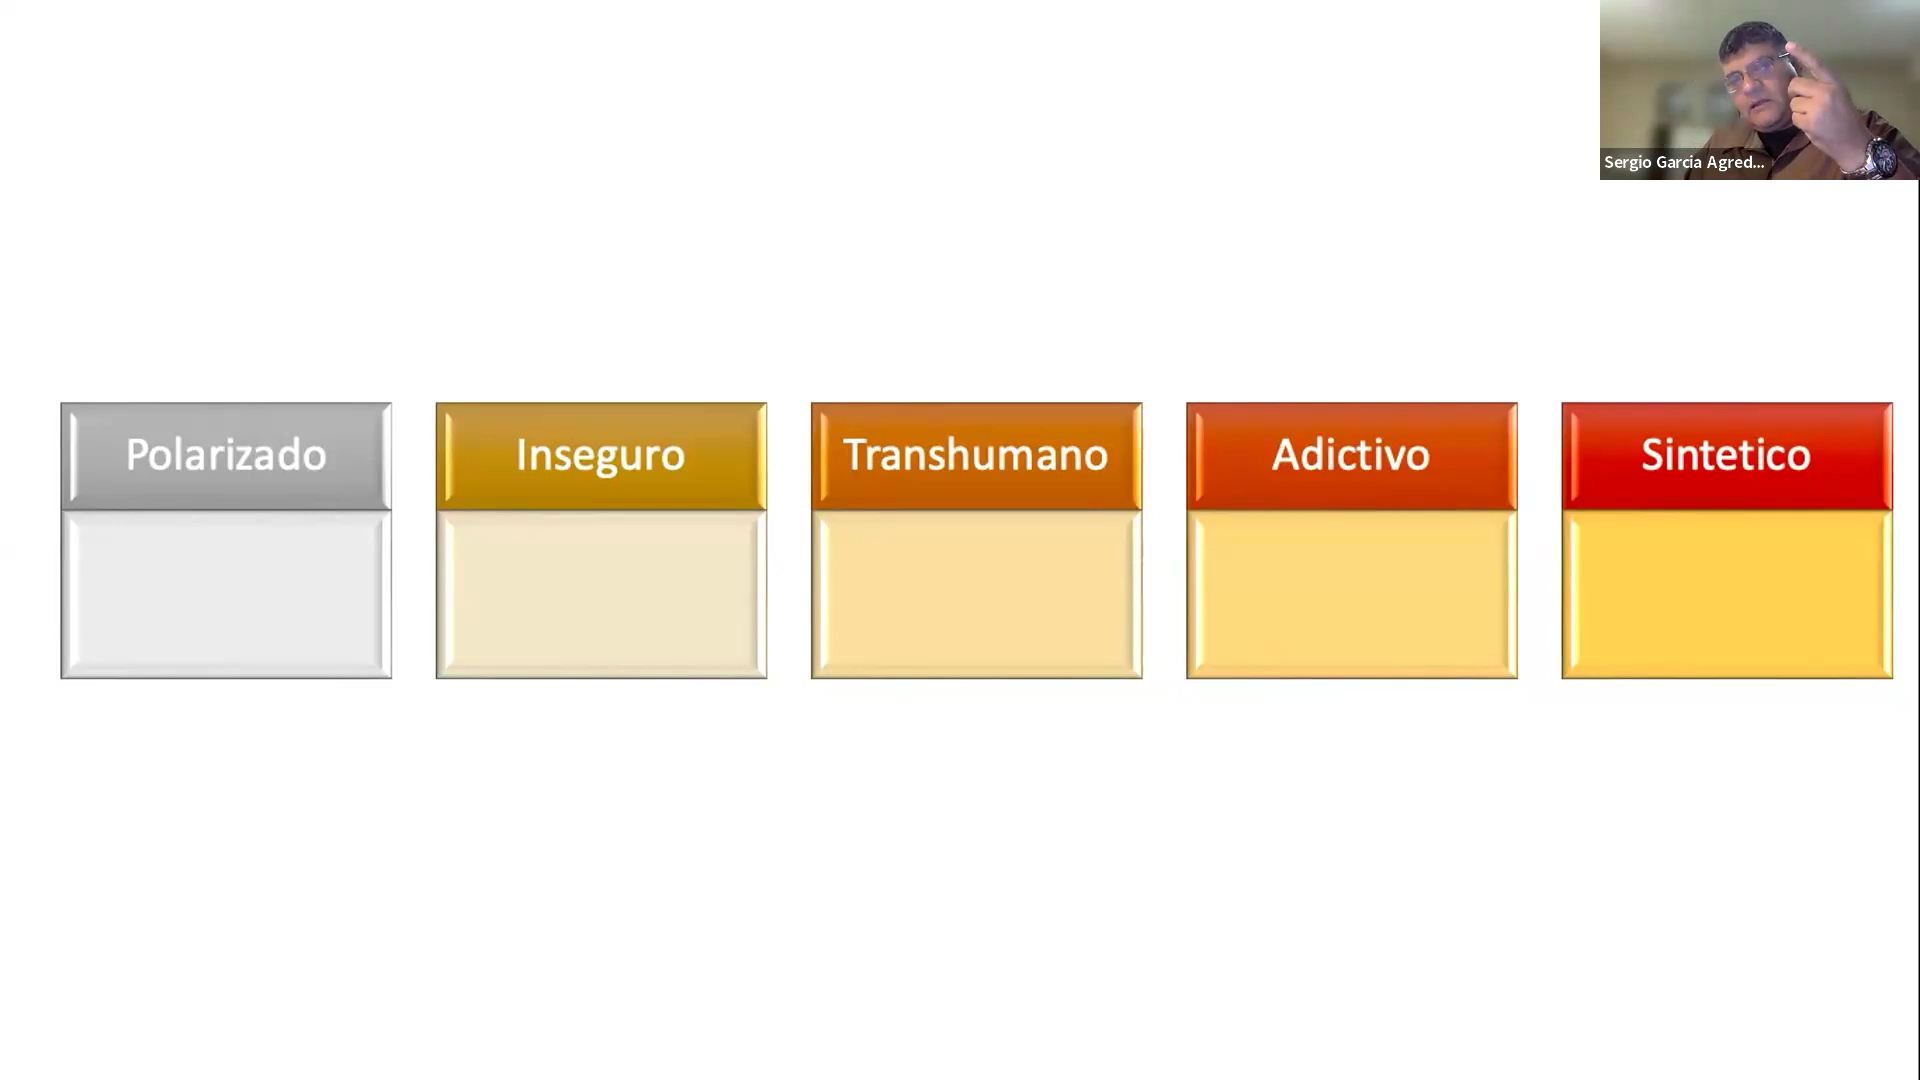 Sergio Garcia Agred...
Polarizado
Inseguro
Transhumano
Adictivo
Sintetico